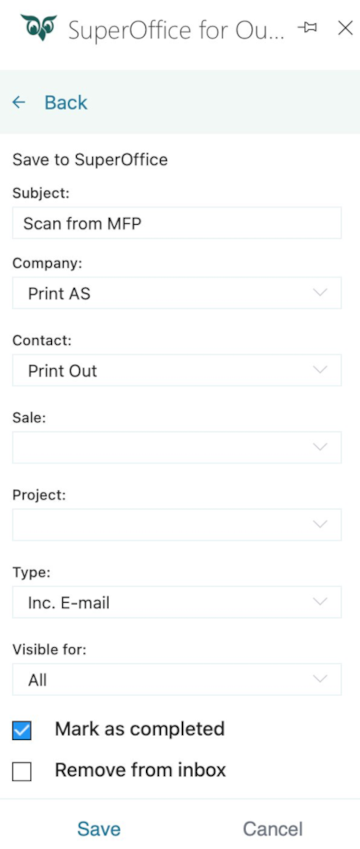 SuperOffice for Ou...
Back
Save to SuperOffice
Subject:
Scan from MFP
Company:
Print AS
Contact:
Print Out
Sale:
Project:
Type:
Inc. E-mail
Visible for:
All
Mark as completed
Remove from inbox
Save Cancel